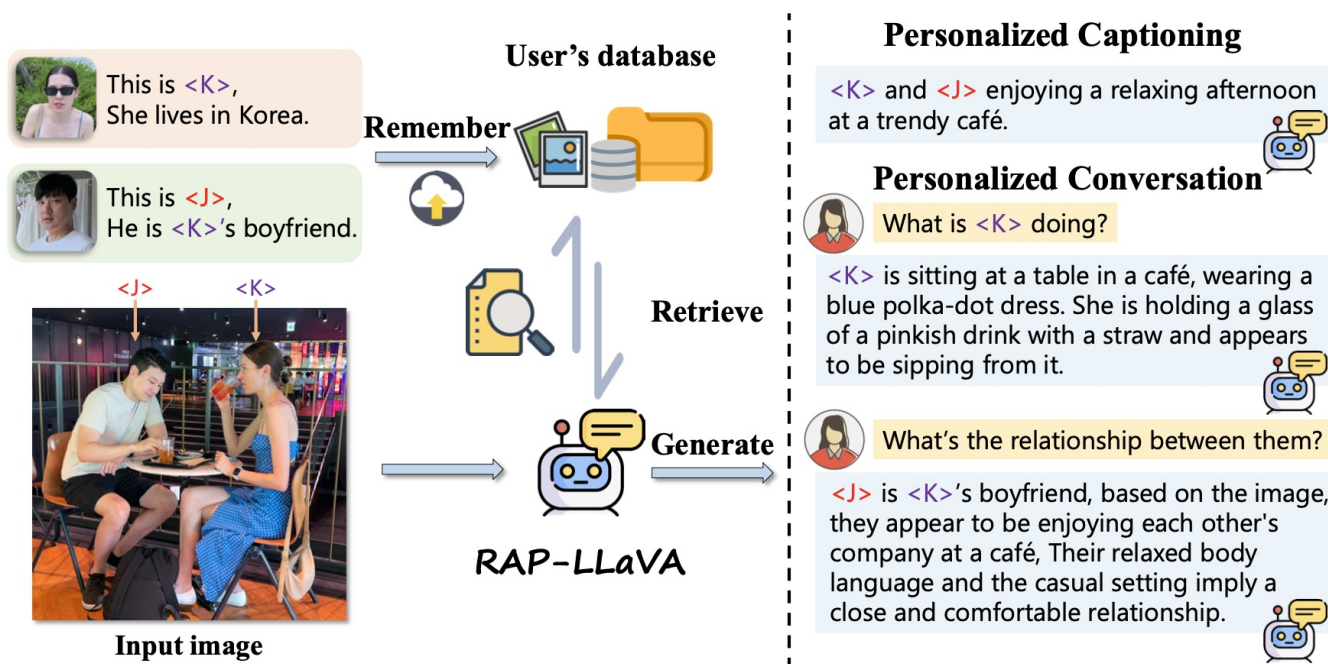 This is <K>,
She lives in Korea.
This is <J>,
He is <K>'s boyfriend.
<J> <K>
Input image
User's database
Remember
Retrieve
Generate
RAP-LLaVA
Personalized Captioning
<K> and <J> enjoying a relaxing afternoon
at a trendy café.
Personalized Conversation
What is <K> doing?
<K> is sitting at a table in a café, wearing a
blue polka-dot dress. She is holding a glass
of a pinkish drink with a straw and appears
to be sipping from it.
What's the relationship between them?
<J> is <K>'s boyfriend, based on the image,
they appear to be enjoying each other's
company at a café, Their relaxed body
language and the casual setting imply a
close and comfortable relationship.